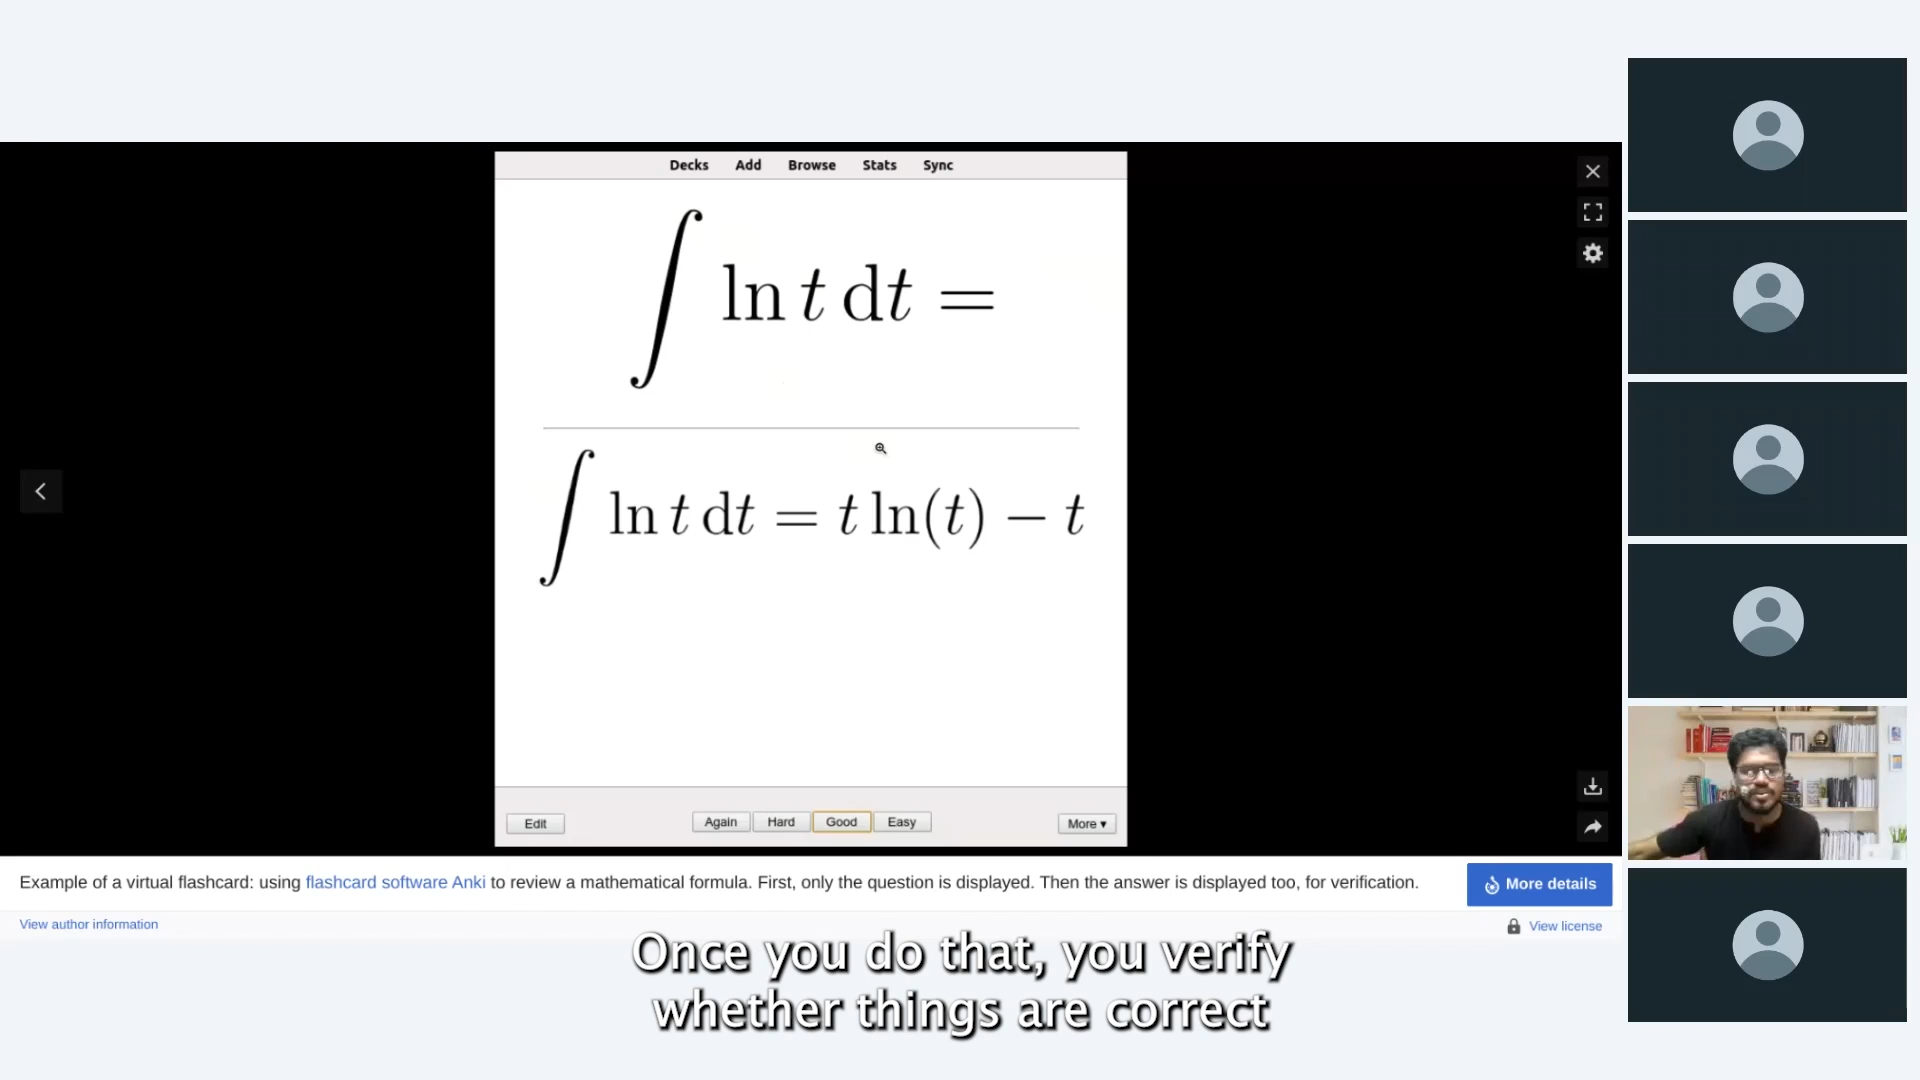 Decks Add Browse Stats Sync
∫ ln t dt =
∫ ln t dt = t ln(t) − t
Edit Again Hard Good Easy More ▾
Example of a virtual flashcard: using flashcard software Anki to review a mathematical formula. First, only the question is displayed. Then the answer is displayed too, for verification.
More details
View author information
View license
Once you do that, you verify
whether things are correct